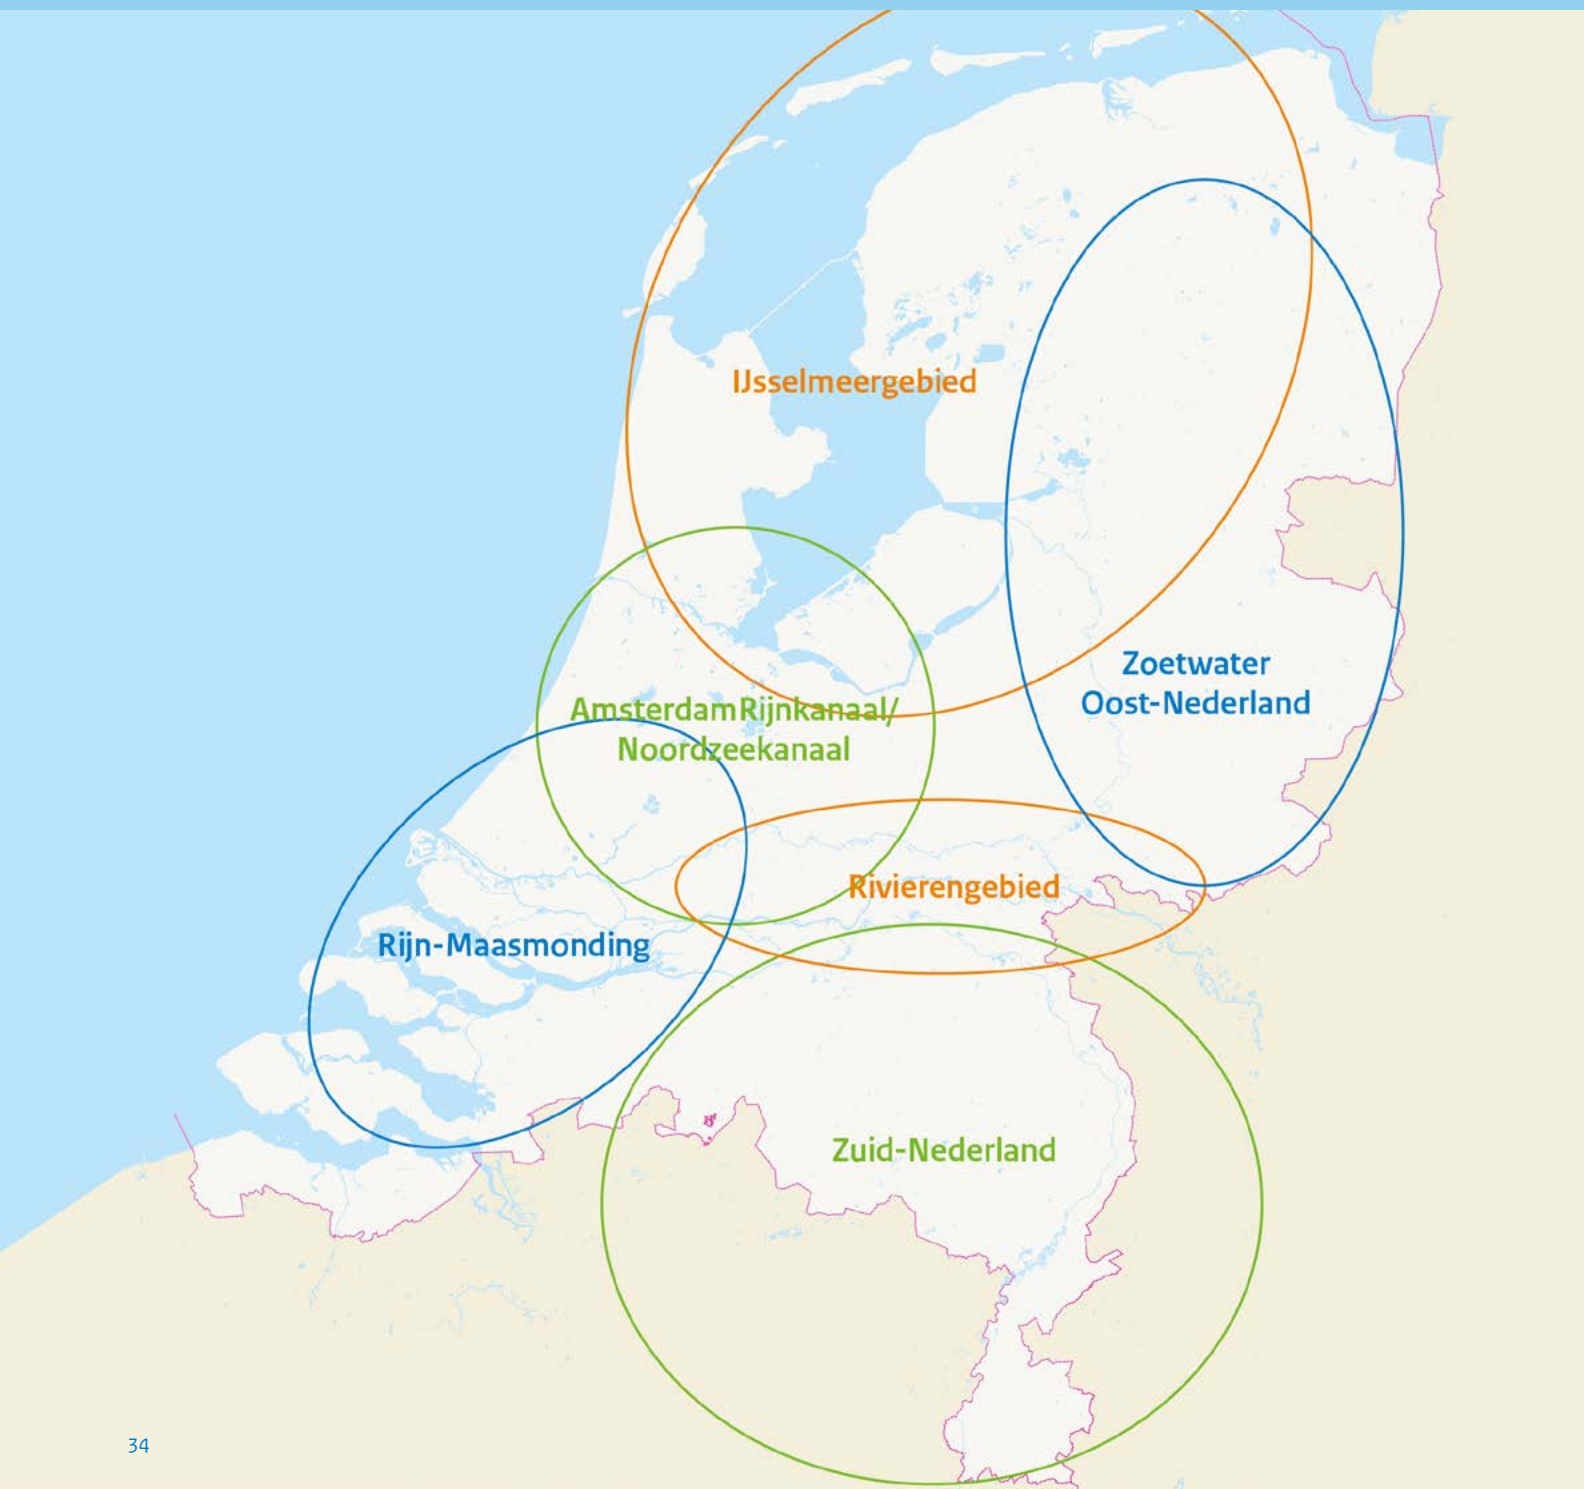 IJsselmeergebied
Zoetwater
Oost-Nederland
AmsterdamRijnkanaal/
Noordzeekanaal
Rivierengebied
Rijn-Maasmonding
Zuid-Nederland
34